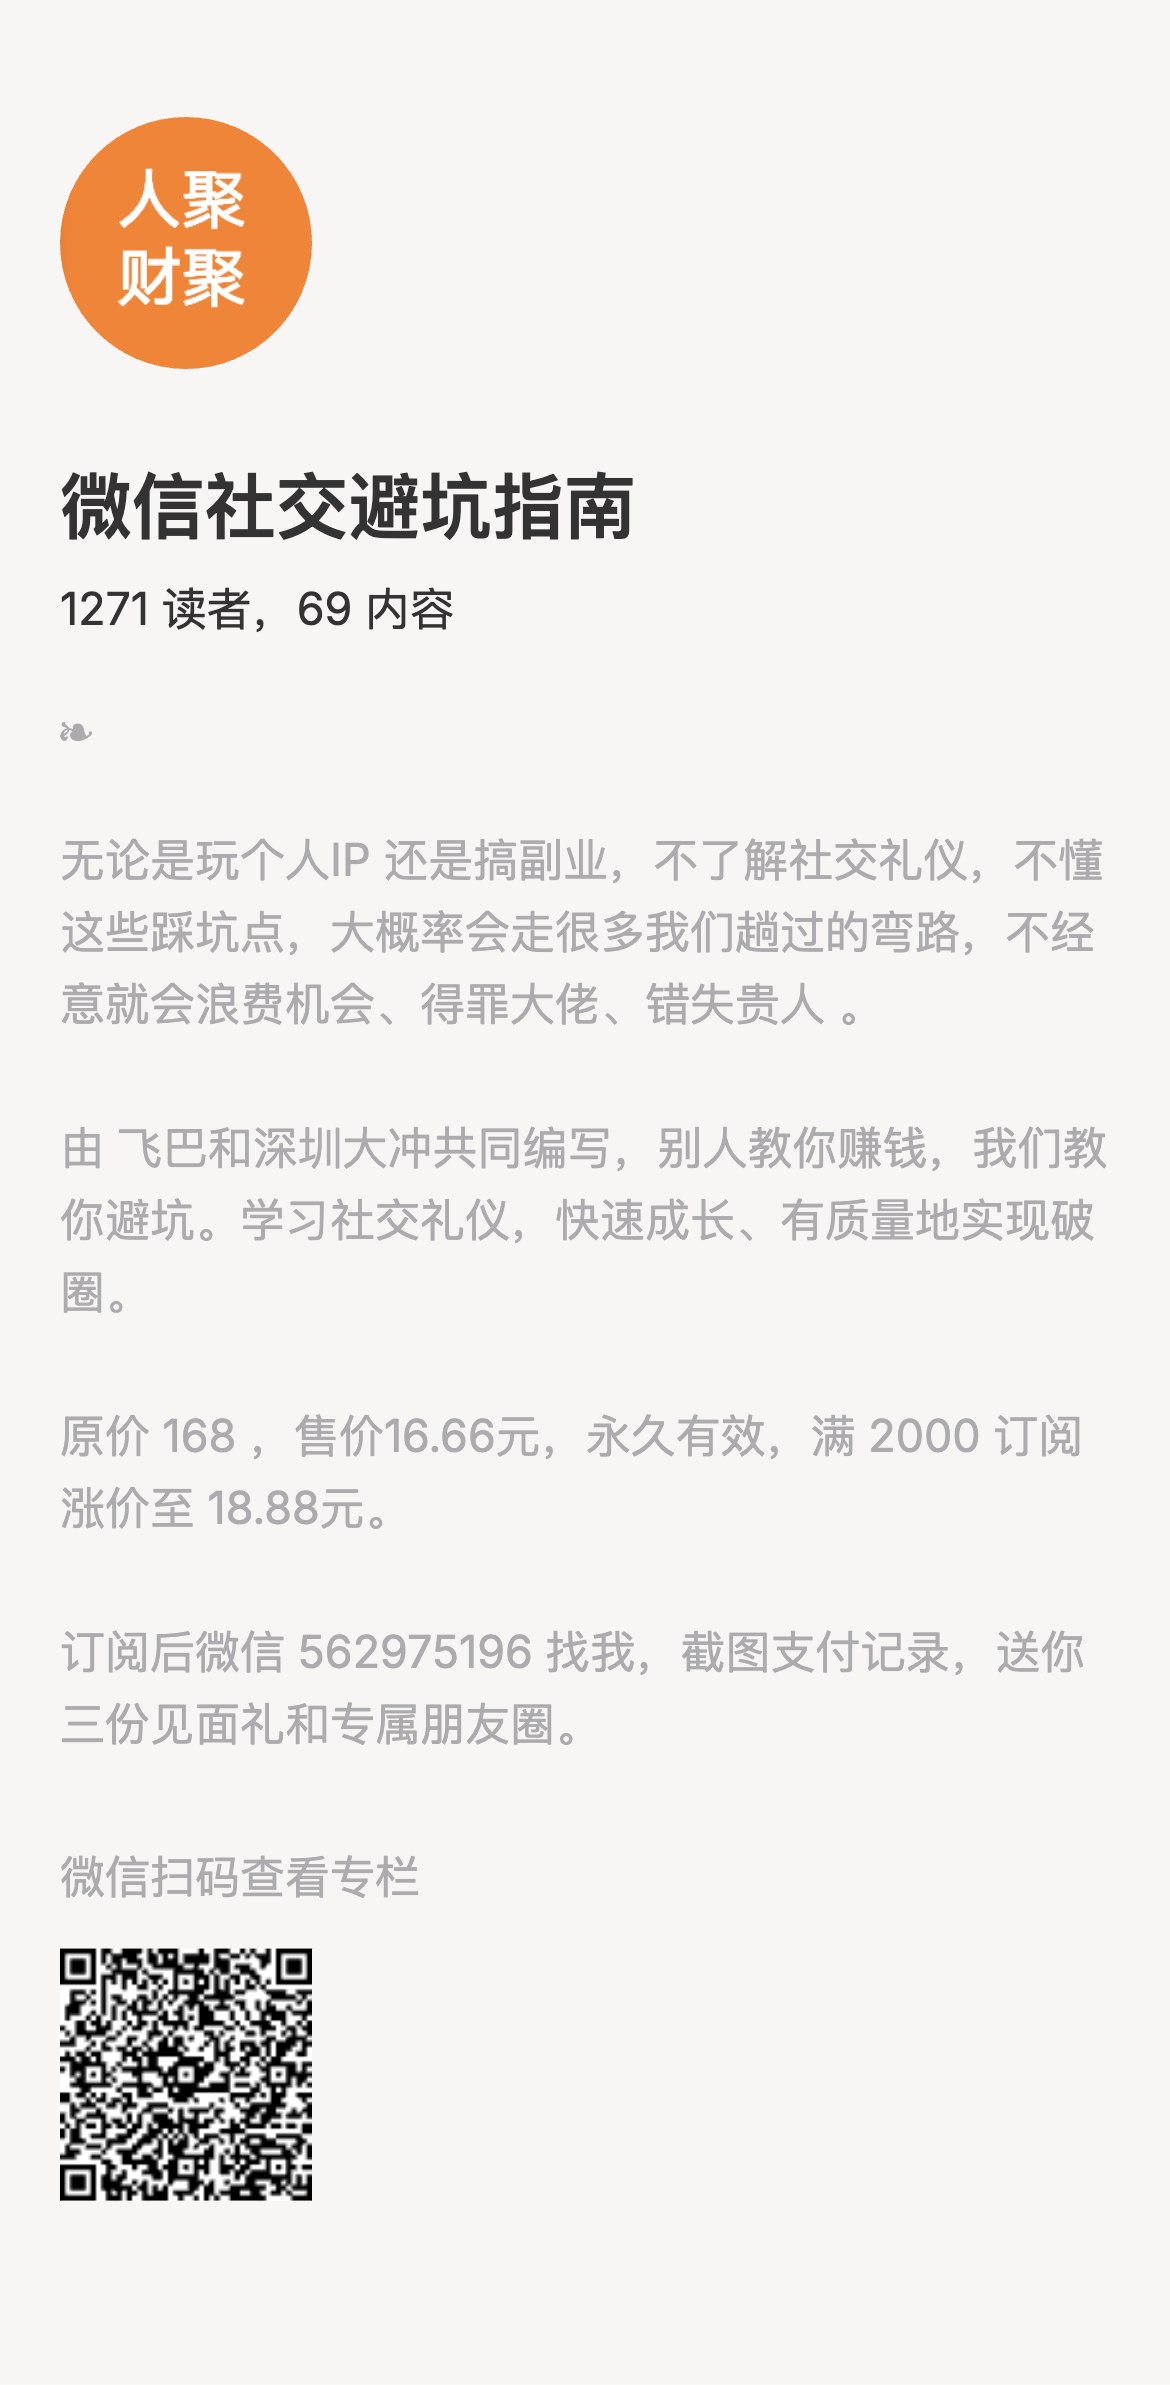 人聚
财聚
微信社交避坑指南
1271 读者，69 内容
❧
无论是玩个人IP 还是搞副业，不了解社交礼仪，不懂
这些踩坑点，大概率会走很多我们趟过的弯路，不经
意就会浪费机会、得罪大佬、错失贵人 。
由 飞巴和深圳大冲共同编写，别人教你赚钱，我们教
你避坑。学习社交礼仪，快速成长、有质量地实现破
圈。
原价 168 ，售价16.66元，永久有效，满 2000 订阅
涨价至 18.88元。
订阅后微信 562975196 找我，截图支付记录，送你
三份见面礼和专属朋友圈。
微信扫码查看专栏